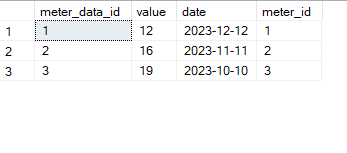 meter_data_id value date meter_id
1 1 12 2023-12-12 1
2 2 16 2023-11-11 2
3 3 19 2023-10-10 3